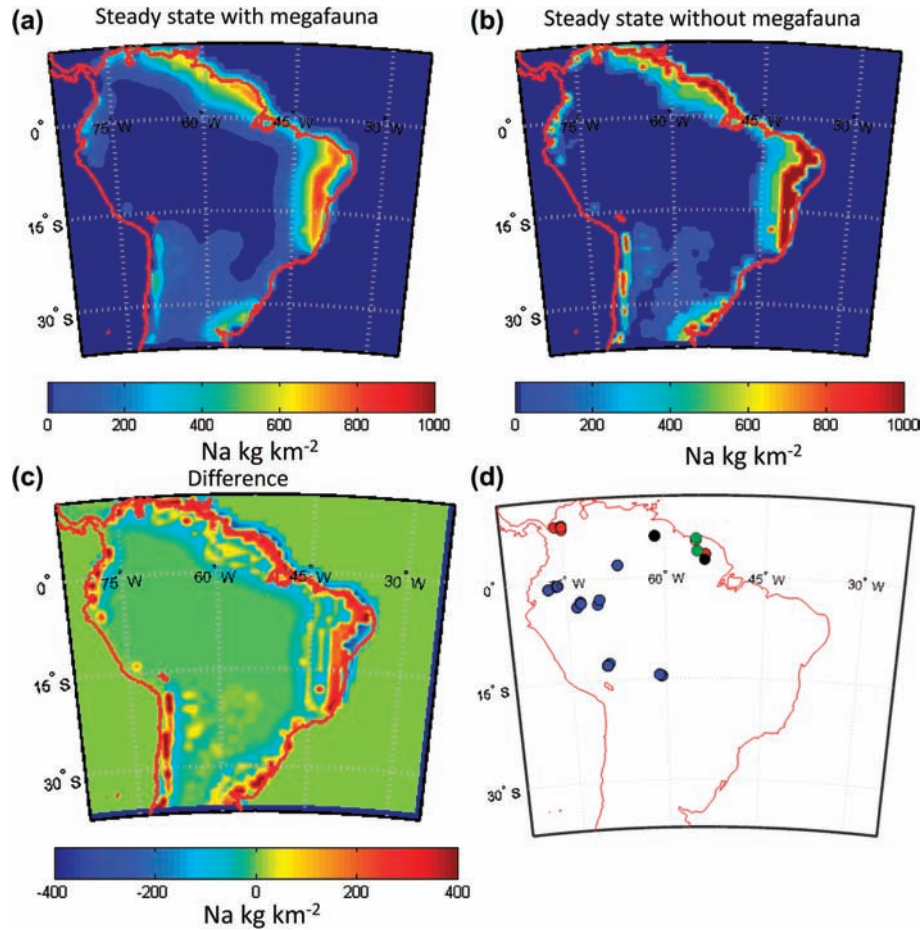 (a) Steady state with megafauna
75° W 60° W 45° W 30° W
0°
15° S
30° S
0 200 400 600 800 1000
Na kg km-2
(b) Steady state without megafauna
75° W 60° W 45° W 30° W
0°
15° S
30° S
0 200 400 600 800 1000
Na kg km-2
(c) Difference
75° W 60° W 45° W 30° W
0°
15° S
30° S
-400 -200 0 200 400
Na kg km-2
(d)
75° W 60° W 45° W 30° W
0°
15° S
30° S